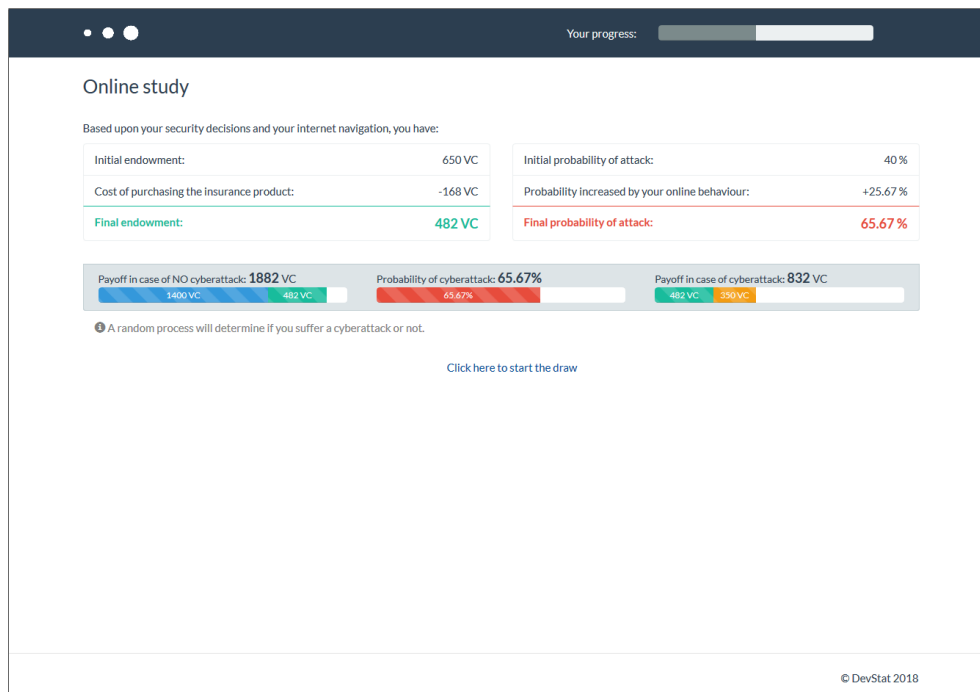 Your progress:
Online study
Based upon your security decisions and your internet navigation, you have:
Initial endowment: 650 VC
Cost of purchasing the insurance product: -168 VC
Final endowment: 482 VC
Initial probability of attack: 40 %
Probability increased by your online behaviour: +25.67 %
Final probability of attack: 65.67 %
Payoff in case of NO cyberattack: 1882 VC
1400 VC 482 VC
Probability of cyberattack: 65.67%
65.67%
Payoff in case of cyberattack: 832 VC
482 VC 350 VC
A random process will determine if you suffer a cyberattack or not.
Click here to start the draw
© DevStat 2018